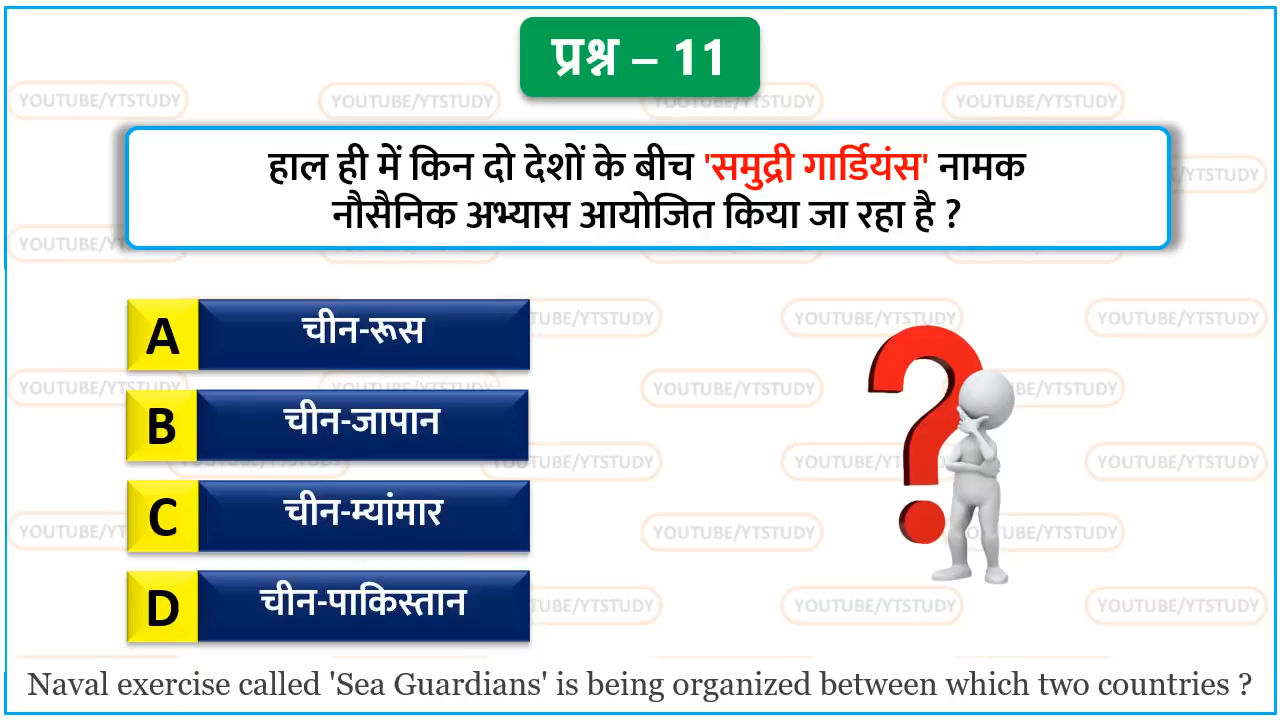 प्रश्न – 11
हाल ही में किन दो देशों के बीच 'समुद्री गार्डियंस' नामक
नौसैनिक अभ्यास आयोजित किया जा रहा है ?
A चीन-रूस
B चीन-जापान
C चीन-म्यांमार
D चीन-पाकिस्तान
Naval exercise called 'Sea Guardians' is being organized between which two countries ?
YOUTUBE/YTSTUDY